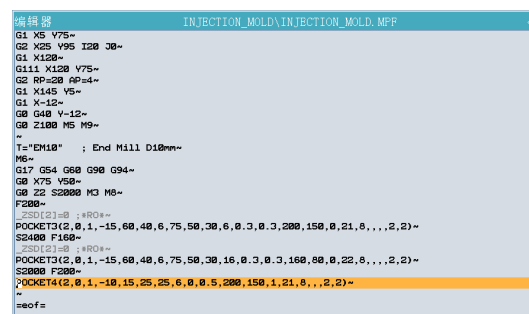 编辑器 INJECTION_MOLD\INJECTION_MOLD.MPF
G1 X5 Y75~
G2 X25 Y95 I20 J0~
G1 X120~
G111 X120 Y75~
G2 RP=20 AP=4~
G1 X145 Y5~
G1 X-12~
G0 G40 Y-12~
G0 Z100 M5 M9~
~
T="EM10" ; End Mill D10mm~
M6~
G17 G54 G60 G90 G94~
G0 X75 Y50~
G0 Z2 S2000 M3 M8~
F200~
_ZSD[2]=0 ;*RO*~
POCKET3(2,0,1,-15,60,40,6,75,50,30,6,0.3,0.3,200,150,0,21,8,,,,2,2)~
S2400 F160~
_ZSD[2]=0 ;*RO*~
POCKET3(2,0,1,-15,60,40,6,75,50,30,16,0.3,0.3,160,80,0,22,8,,,,2,2)~
S2000 F200~
POCKET4(2,0,1,-10,15,25,25,6,0,0.5,200,150,1,21,8,,,2,2)~
~
=eof=